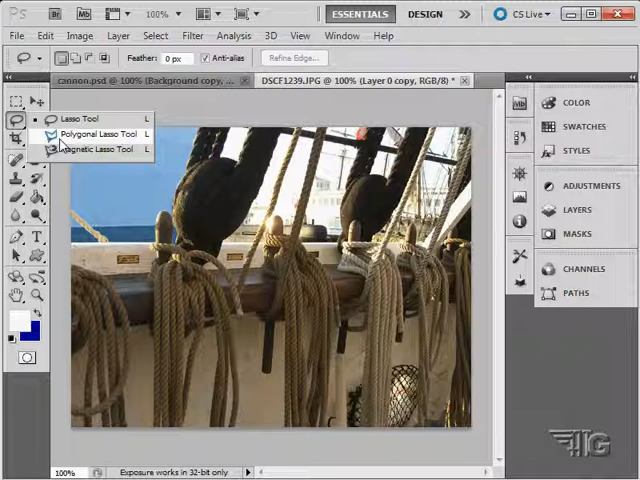 Ps Br Mb 100% ESSENTIALS DESIGN CS Live
File Edit Image Layer Select Filter Analysis 3D View Window Help
Feather: 0 px Anti-alias Refine Edge...
cannon.psd @ 100% (Background copy, ... DSCF1239.JPG @ 100% (Layer 0 copy, RGB/8) *
Lasso Tool L
Polygonal Lasso Tool L
Magnetic Lasso Tool L
T
Mb
COLOR
SWATCHES
STYLES
ADJUSTMENTS
LAYERS
MASKS
CHANNELS
PATHS
100% Exposure works in 32-bit only